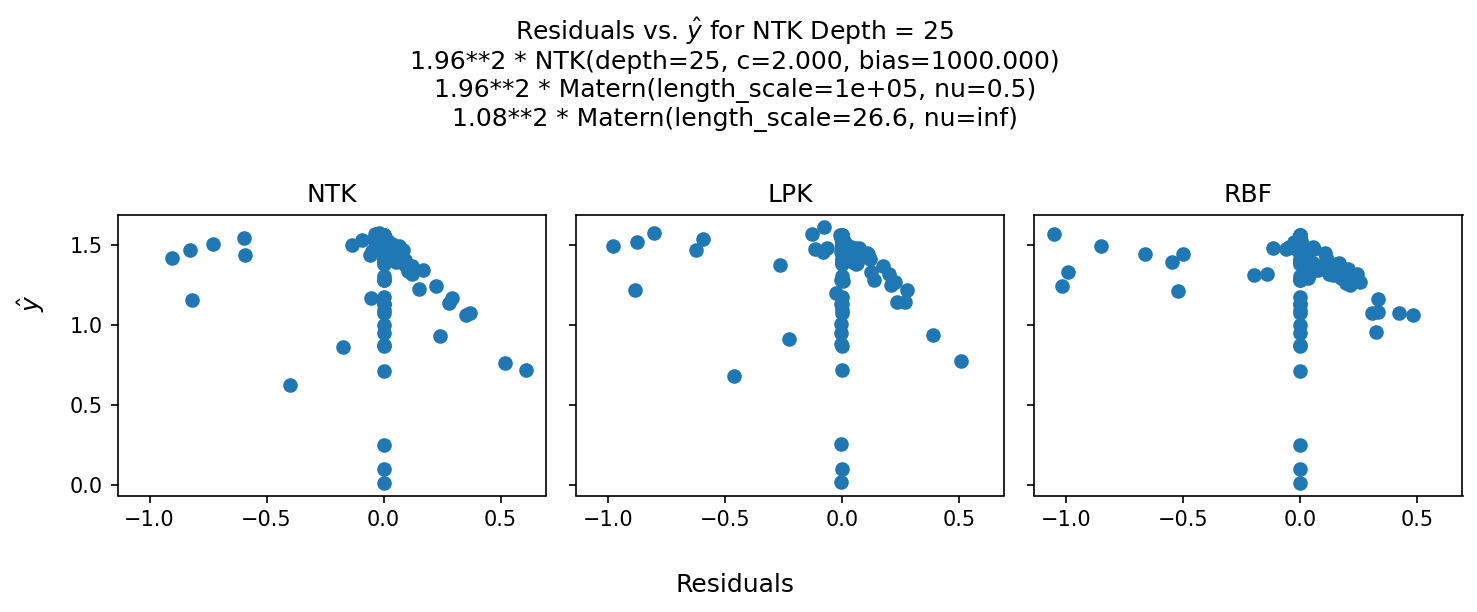 Residuals vs. ŷ for NTK Depth = 25
1.96**2 * NTK(depth=25, c=2.000, bias=1000.000)
1.96**2 * Matern(length_scale=1e+05, nu=0.5)
1.08**2 * Matern(length_scale=26.6, nu=inf)
NTK LPK RBF
1.5
1.0
0.5
0.0
ŷ
−1.0 −0.5 0.0 0.5 −1.0 −0.5 0.0 0.5 −1.0 −0.5 0.0 0.5
Residuals